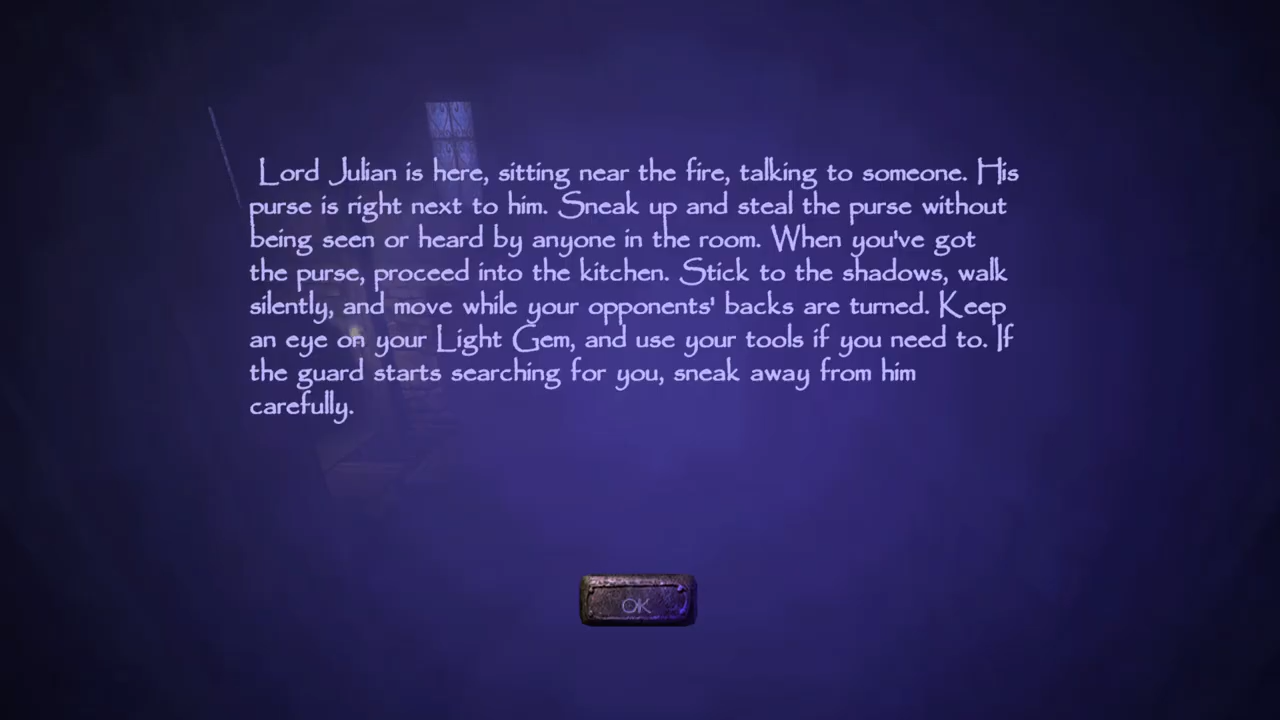 Lord Julian is here, sitting near the fire, talking to someone. His
purse is right next to him. Sneak up and steal the purse without
being seen or heard by anyone in the room. When you've got
the purse, proceed into the kitchen. Stick to the shadows, walk
silently, and move while your opponents' backs are turned. Keep
an eye on your Light Gem, and use your tools if you need to. If
the guard starts searching for you, sneak away from him
carefully.
OK